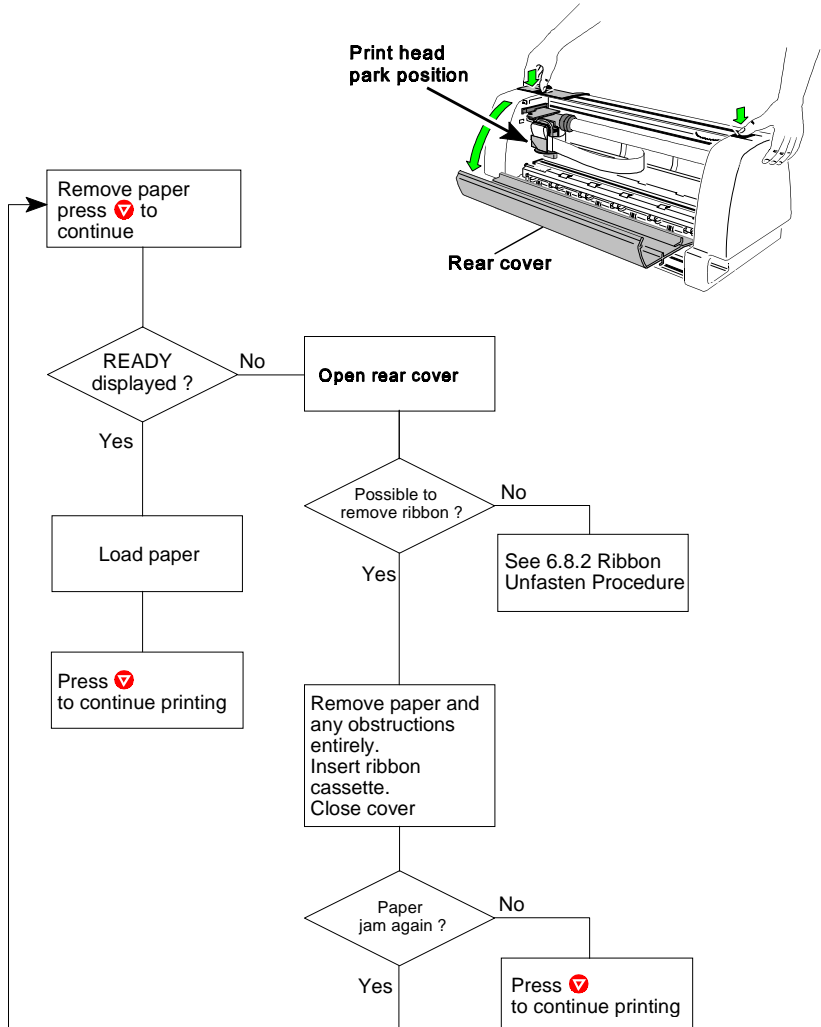 Print head
park position
Rear cover
Remove paper
press to
continue
READY
displayed ?
No
Yes
Open rear cover
Possible to
remove ribbon ?
No
Yes
See 6.8.2 Ribbon
Unfasten Procedure
Load paper
Press
to continue printing
Remove paper and
any obstructions
entirely.
Insert ribbon
cassette.
Close cover
Paper
jam again ?
No
Yes
Press
to continue printing